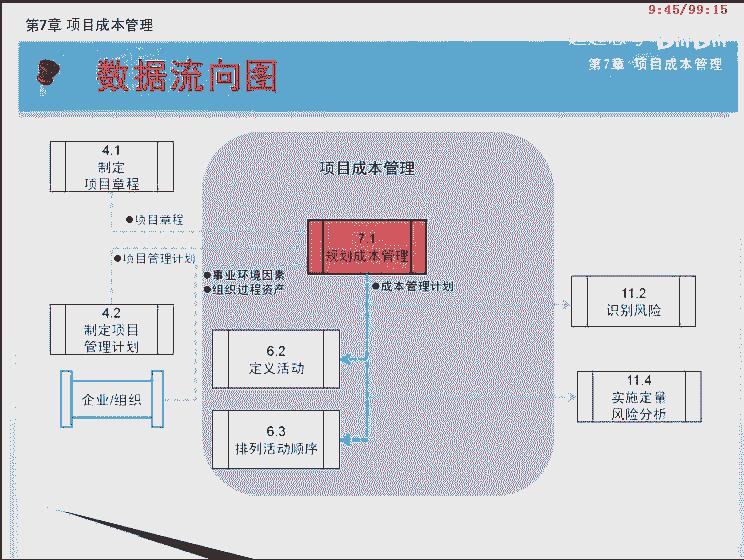 9:45/99:15
第7章 项目成本管理
数据流向图
第7章 项目成本管理
4.1
制定
项目章程
项目成本管理
●项目章程
7.1
规划成本管理
●项目管理计划
●事业环境因素
●组织过程资产
●成本管理计划
4.2
制定项目
管理计划
11.2
识别风险
6.2
定义活动
企业/组织
11.4
实施定量
风险分析
6.3
排列活动顺序